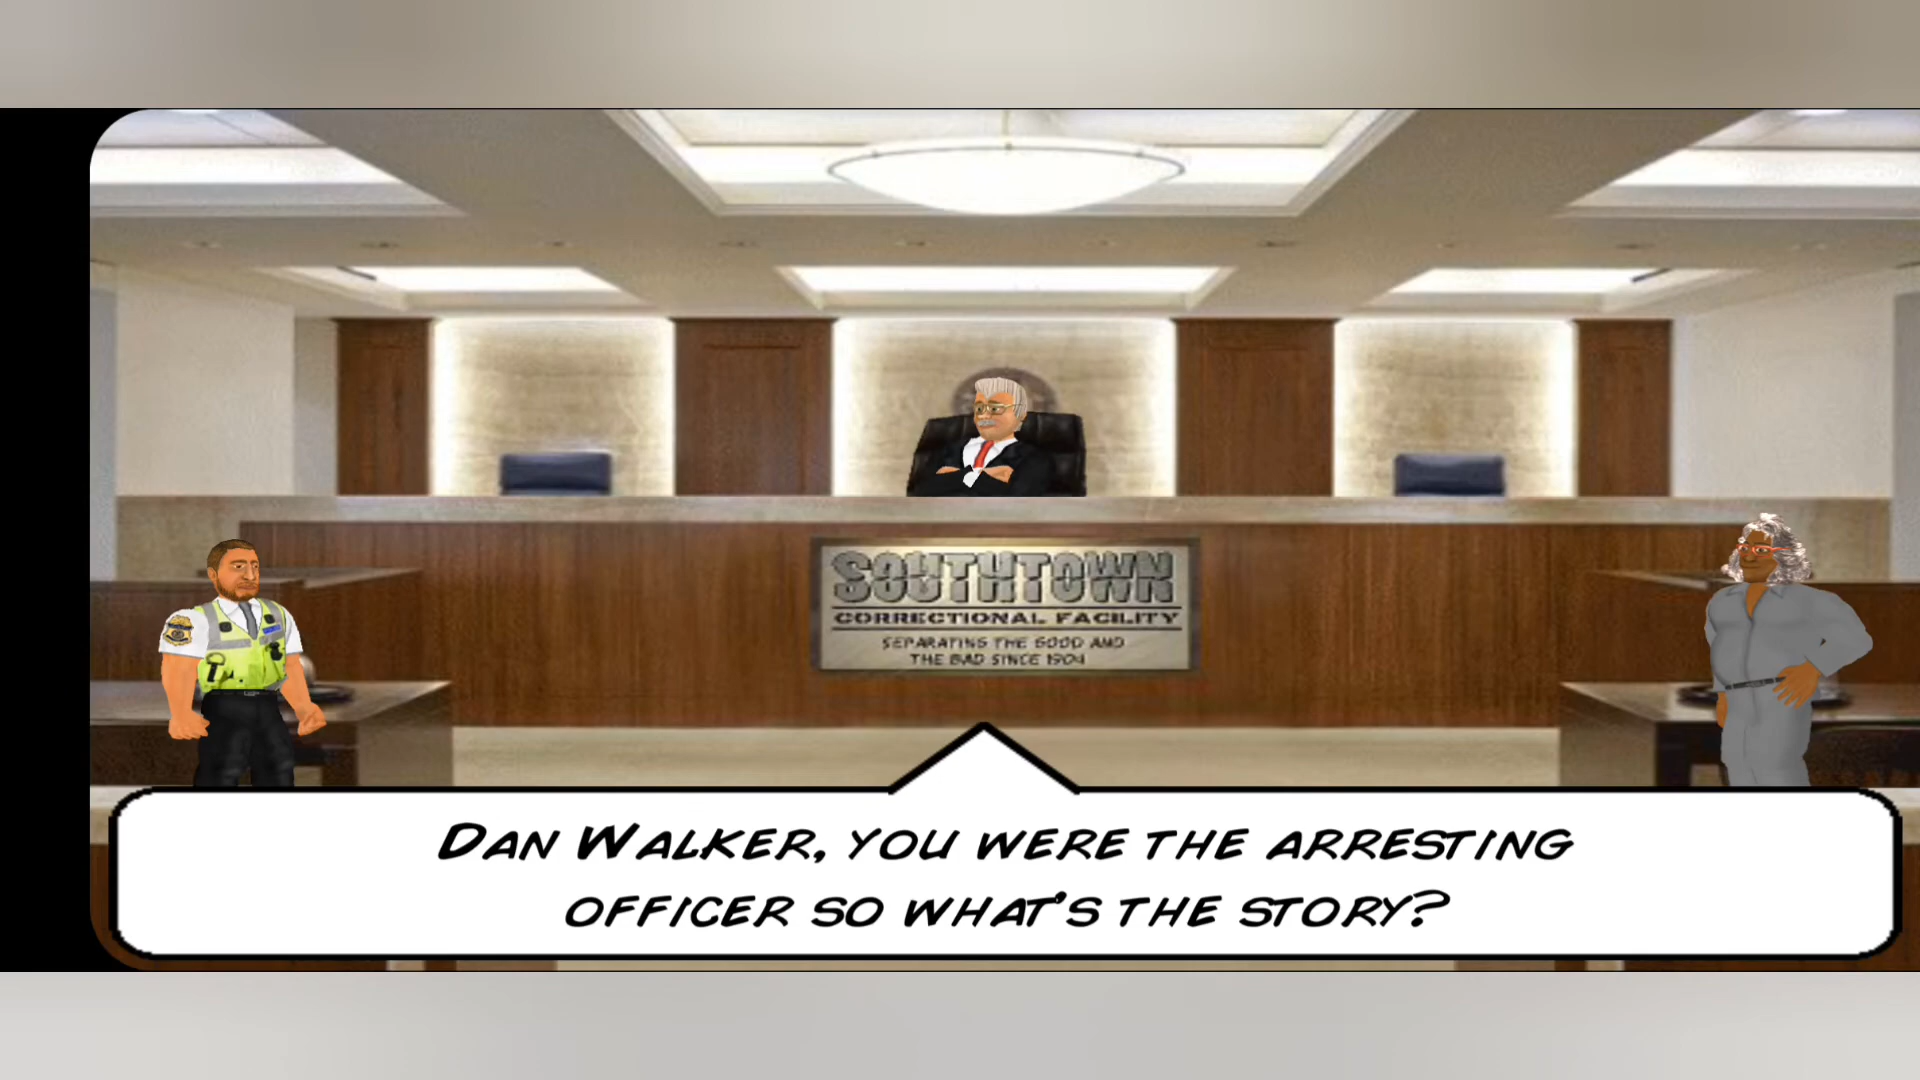 SOUTHTOWN
CORRECTIONAL FACILITY
SEPARATING THE GOOD AND
THE BAD SINCE 1904
DAN WALKER, YOU WERE THE ARRESTING
OFFICER SO WHAT'S THE STORY?